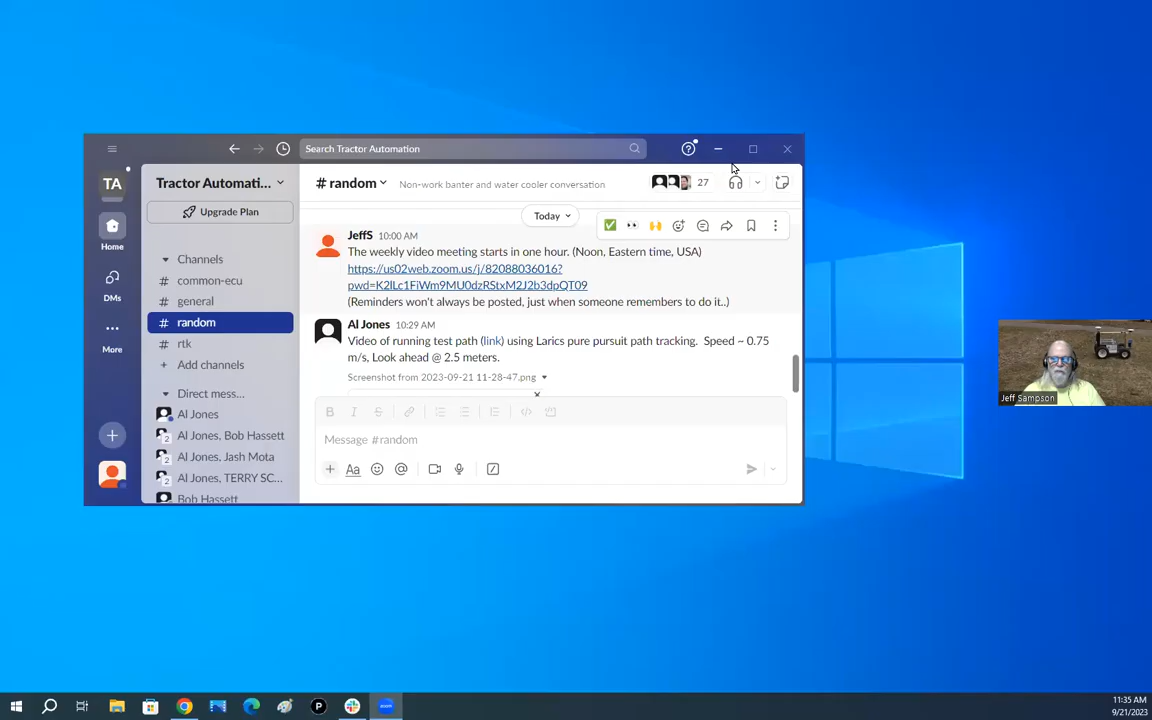 Search Tractor Automation
TA
Tractor Automati...
# random
Non-work banter and water cooler conversation
27
Upgrade Plan
Today
Home
JeffS 10:00 AM
The weekly video meeting starts in one hour. (Noon, Eastern time, USA)
https://us02web.zoom.us/j/82088036016?
pwd=K2lLc1FiWm9MU0dzRStxM2J2b3dpQT09
(Reminders won't always be posted, just when someone remembers to do it..)
Channels
# common-ecu
DMs
# general
# random
Al Jones 10:29 AM
Video of running test path (link) using Larics pure pursuit path tracking. Speed ~ 0.75
m/s, Look ahead @ 2.5 meters.
# rtk
More
+ Add channels
Screenshot from 2023-09-21 11-28-47.png
Direct mess...
Al Jones
2 Al Jones, Bob Hassett
Message #random
2 Al Jones, Jash Mota
2 Al Jones, TERRY SC...
Aa
Bob Hassett
Jeff Sampson
zoom
11:35 AM
9/21/2023